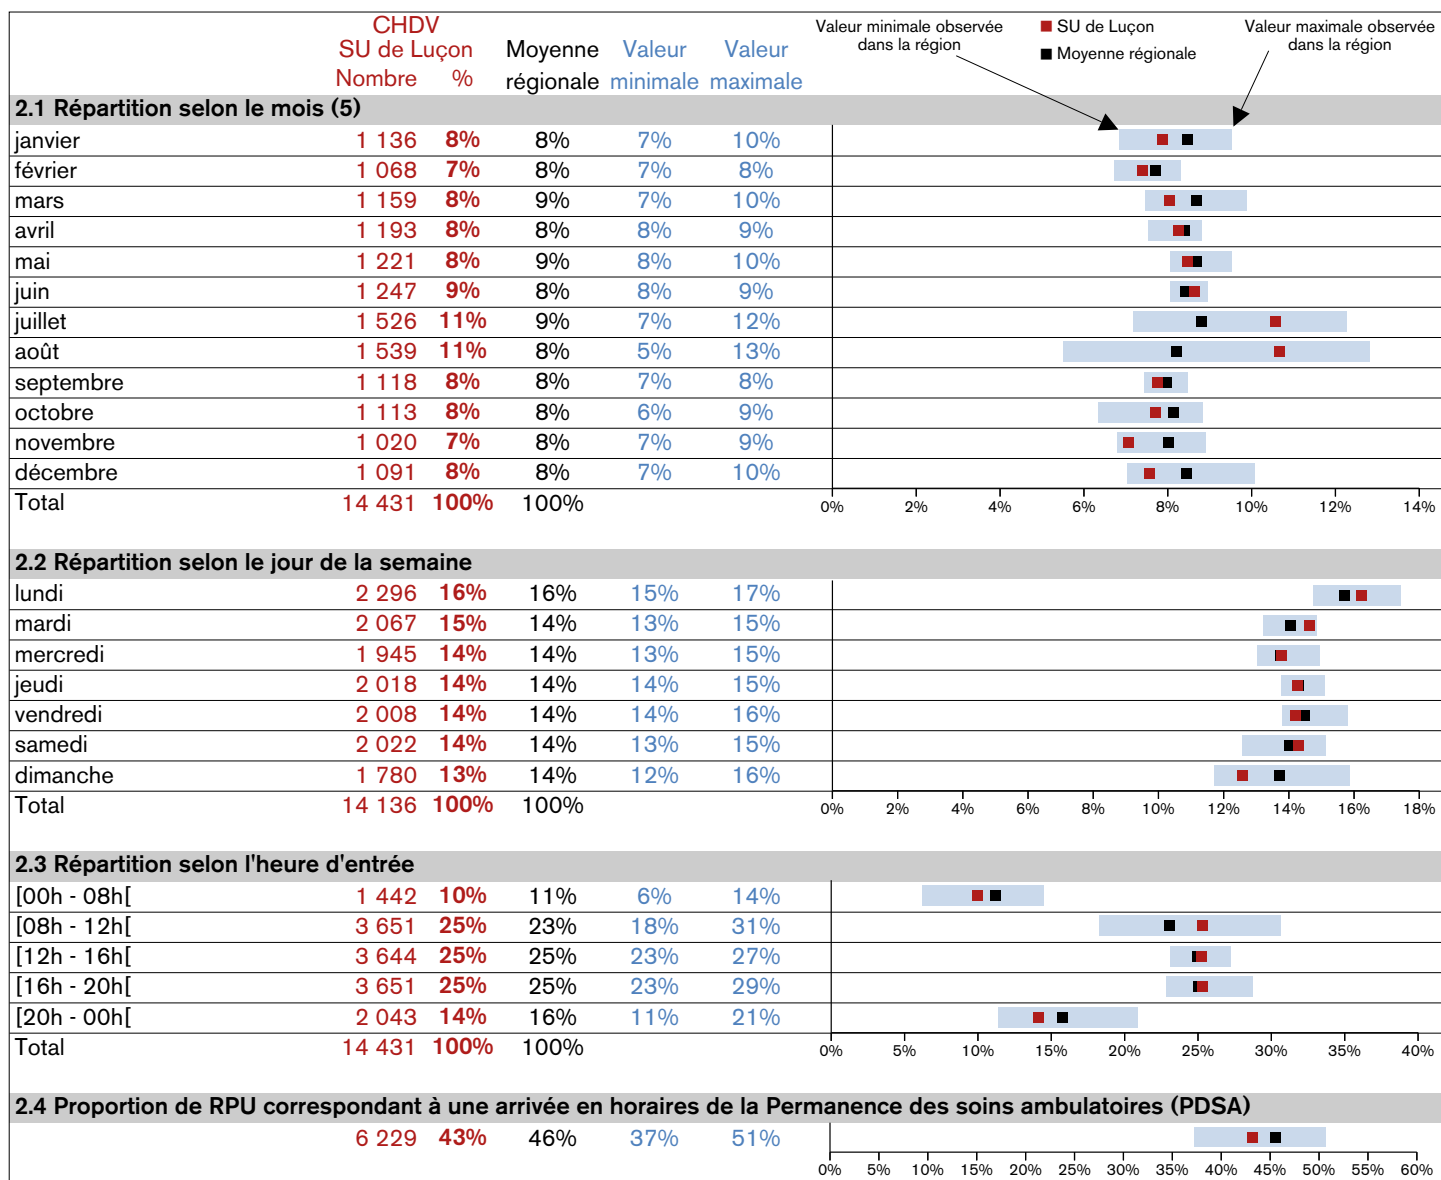 CHDV
SU de Luçon Moyenne Valeur Valeur
Nombre % régionale minimale maximale
Valeur minimale observée
dans la région
SU de Luçon
Moyenne régionale
Valeur maximale observée
dans la région
2.1 Répartition selon le mois (5)
janvier 1 136 8% 8% 7% 10%
février 1 068 7% 8% 7% 8%
mars 1 159 8% 9% 7% 10%
avril 1 193 8% 8% 8% 9%
mai 1 221 8% 9% 8% 10%
juin 1 247 9% 8% 8% 9%
juillet 1 526 11% 9% 7% 12%
août 1 539 11% 8% 5% 13%
septembre 1 118 8% 8% 7% 8%
octobre 1 113 8% 8% 6% 9%
novembre 1 020 7% 8% 7% 9%
décembre 1 091 8% 8% 7% 10%
Total 14 431 100% 100%
0% 2% 4% 6% 8% 10% 12% 14%
2.2 Répartition selon le jour de la semaine
lundi 2 296 16% 16% 15% 17%
mardi 2 067 15% 14% 13% 15%
mercredi 1 945 14% 14% 13% 15%
jeudi 2 018 14% 14% 14% 15%
vendredi 2 008 14% 14% 14% 16%
samedi 2 022 14% 14% 13% 15%
dimanche 1 780 13% 14% 12% 16%
Total 14 136 100% 100%
0% 2% 4% 6% 8% 10% 12% 14% 16% 18%
2.3 Répartition selon l'heure d'entrée
[00h - 08h[ 1 442 10% 11% 6% 14%
[08h - 12h[ 3 651 25% 23% 18% 31%
[12h - 16h[ 3 644 25% 25% 23% 27%
[16h - 20h[ 3 651 25% 25% 23% 29%
[20h - 00h[ 2 043 14% 16% 11% 21%
Total 14 431 100% 100%
0% 5% 10% 15% 20% 25% 30% 35% 40%
2.4 Proportion de RPU correspondant à une arrivée en horaires de la Permanence des soins ambulatoires (PDSA)
6 229 43% 46% 37% 51%
0% 5% 10% 15% 20% 25% 30% 35% 40% 45% 50% 55% 60%